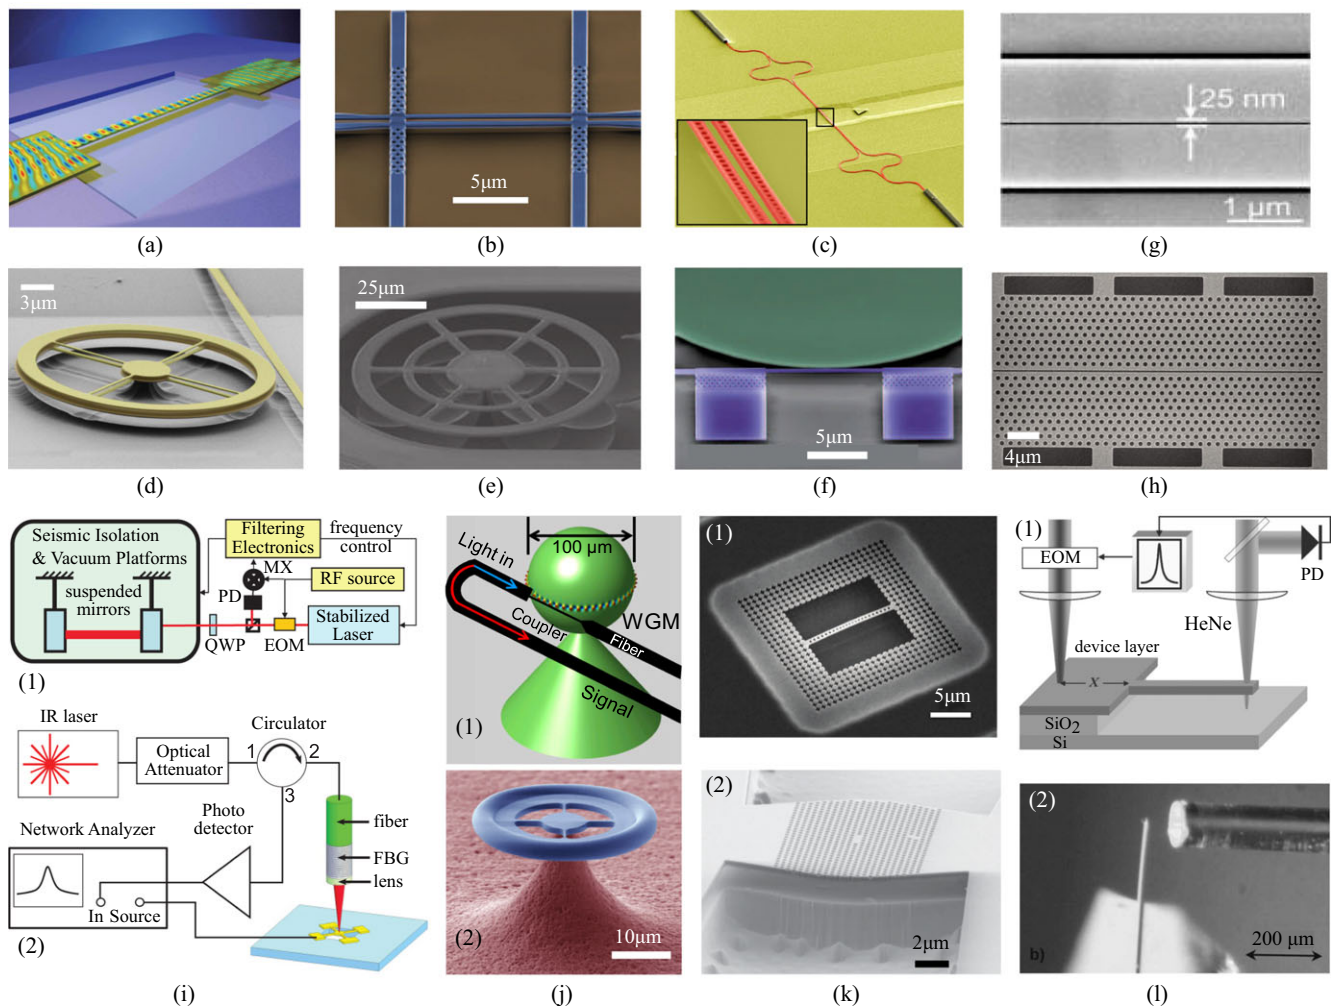 (a)
5μm
(b)
(c)
25 nm
1 μm
(g)
3μm
(d)
25μm
(e)
5μm
(f)
4μm
(h)
Seismic Isolation
& Vacuum Platforms
suspended
mirrors
Filtering
Electronics
frequency
control
MX
RF source
PD
QWP
EOM
Stabilized
Laser
(1)
IR laser
Optical
Attenuator
Circulator
1
2
3
Photo
detector
Network Analyzer
In Source
fiber
FBG
lens
(2)
(i)
100 μm
Light in
Coupler
WGM
Fiber
Signal
(1)
(2)
10μm
(j)
(1)
5μm
(2)
2μm
(k)
(1)
EOM
PD
HeNe
device layer
x
SiO2
Si
(2)
b)
200 μm
(l)